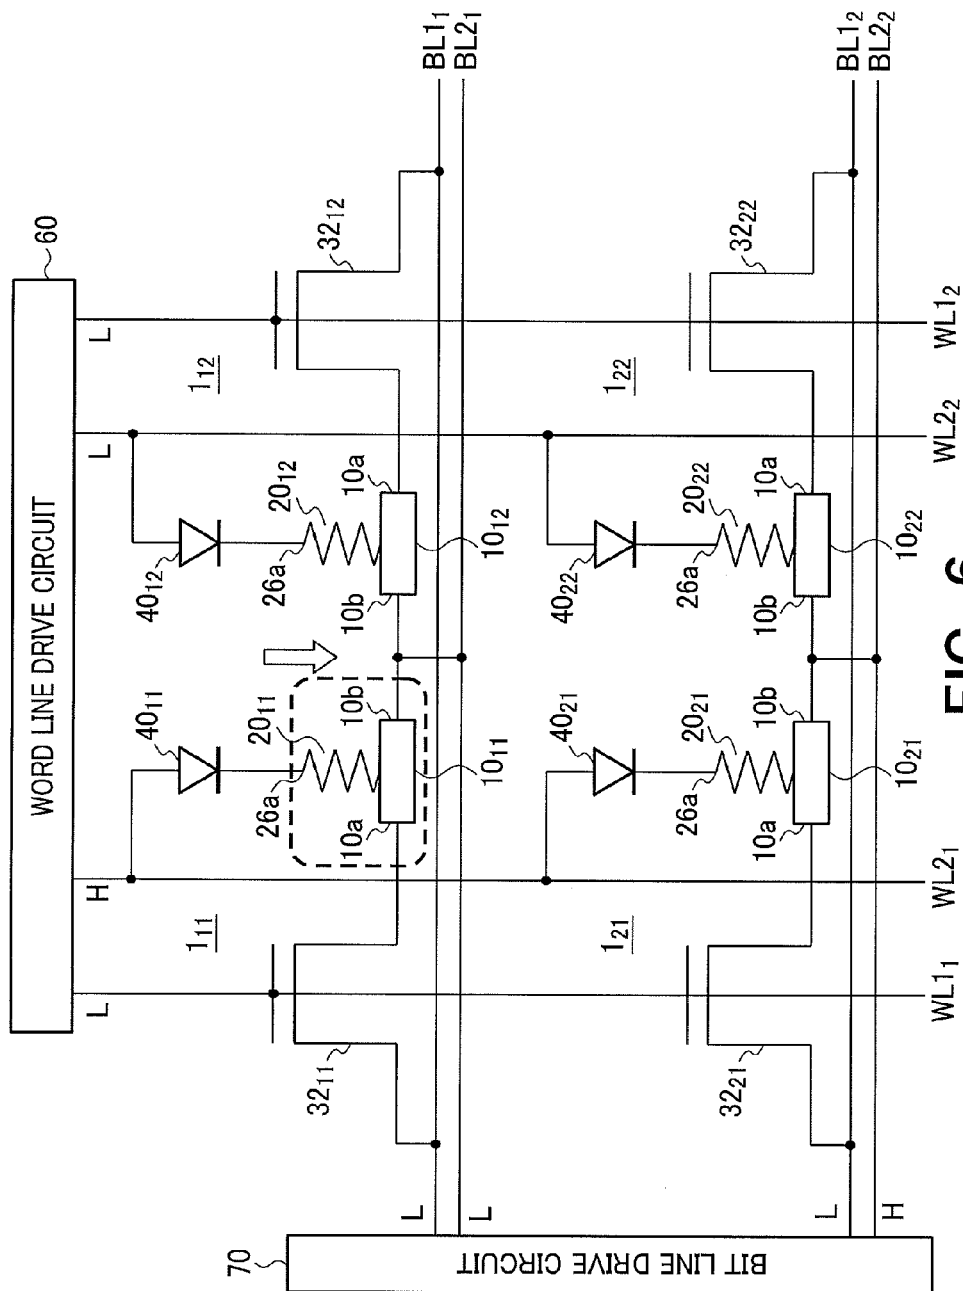 60
WORD LINE DRIVE CIRCUIT
L
H
L
L
40₁₁
40₁₂
1₁₁
26a
20₁₁
26a
20₁₂
1₁₂
32₁₁
10a
10b
10b
10a
32₁₂
10₁₁
10₁₂
BL1₁
BL2₁
L
L
40₂₁
40₂₂
1₂₁
26a
20₂₁
26a
20₂₂
1₂₂
32₂₁
10a
10b
10b
10a
32₂₂
10₂₁
10₂₂
BL1₂
BL2₂
L
H
70
BIT LINE DRIVE CIRCUIT
WL1₁
WL2₁
WL2₂
WL1₂
FIG. 6